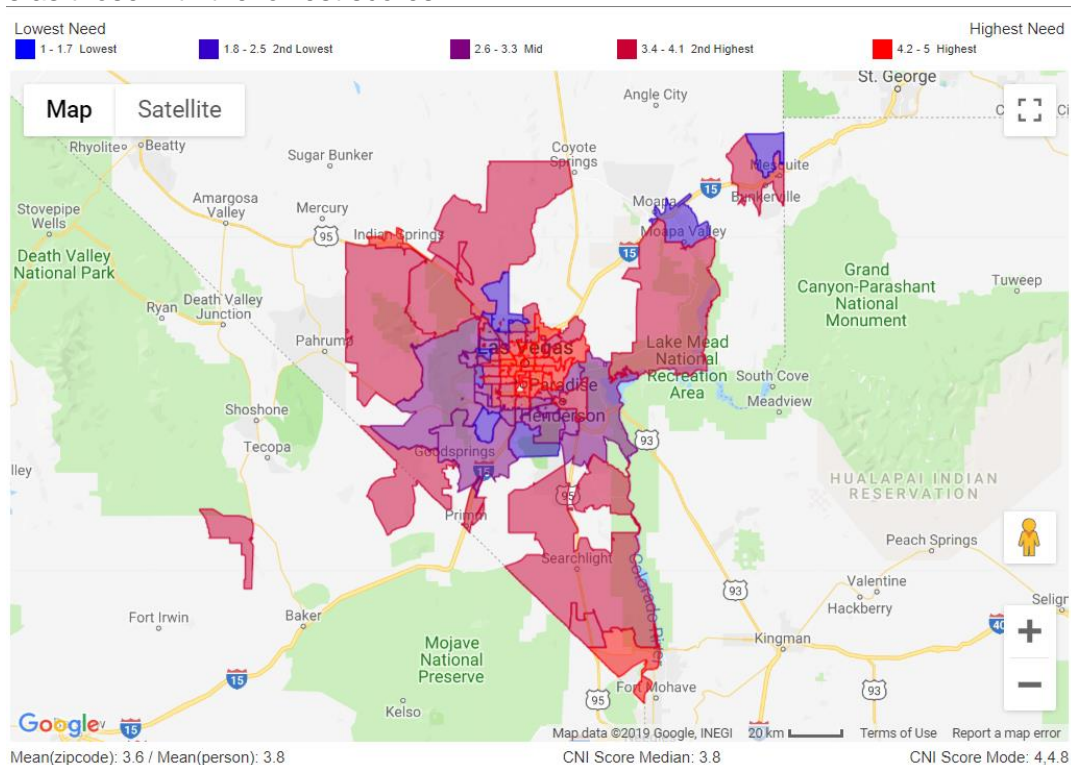 Lowest Need
Highest Need
1 - 1.7 Lowest
1.8 - 2.5 2nd Lowest
2.6 - 3.3 Mid
3.4 - 4.1 2nd Highest
4.2 - 5 Highest
Map
Satellite
St. George
Angle City
Rhyolite
Beatty
Sugar Bunker
Coyote
Springs
Mesquite
Bunkerville
15
Amargosa
Valley
Mercury
Moapa
Stovepipe
Wells
95
Indian Springs
Moapa Valley
15
Death Valley
National Park
Grand
Canyon-Parashant
National
Monument
Tuweep
Ryan
Death Valley
Junction
Pahrump
Las Vegas
Lake Mead
National
Recreation
Area
Paradise
South Cove
Meadview
Shoshone
Henderson
93
Tecopa
Goodsprings
15
lley
HUALAPAI INDIAN
RESERVATION
95
Primm
Peach Springs
Searchlight
Colorado River
93
Valentine
Hackberry
Selign
Fort Irwin
Baker
40
Mojave
National
Preserve
Kingman
15
93
Kelso
95
Fort Mohave
Google
15
Map data ©2019 Google, INEGI
20 km
Terms of Use
Report a map error
Mean(zipcode): 3.6 / Mean(person): 3.8
CNI Score Median: 3.8
CNI Score Mode: 4,4.8